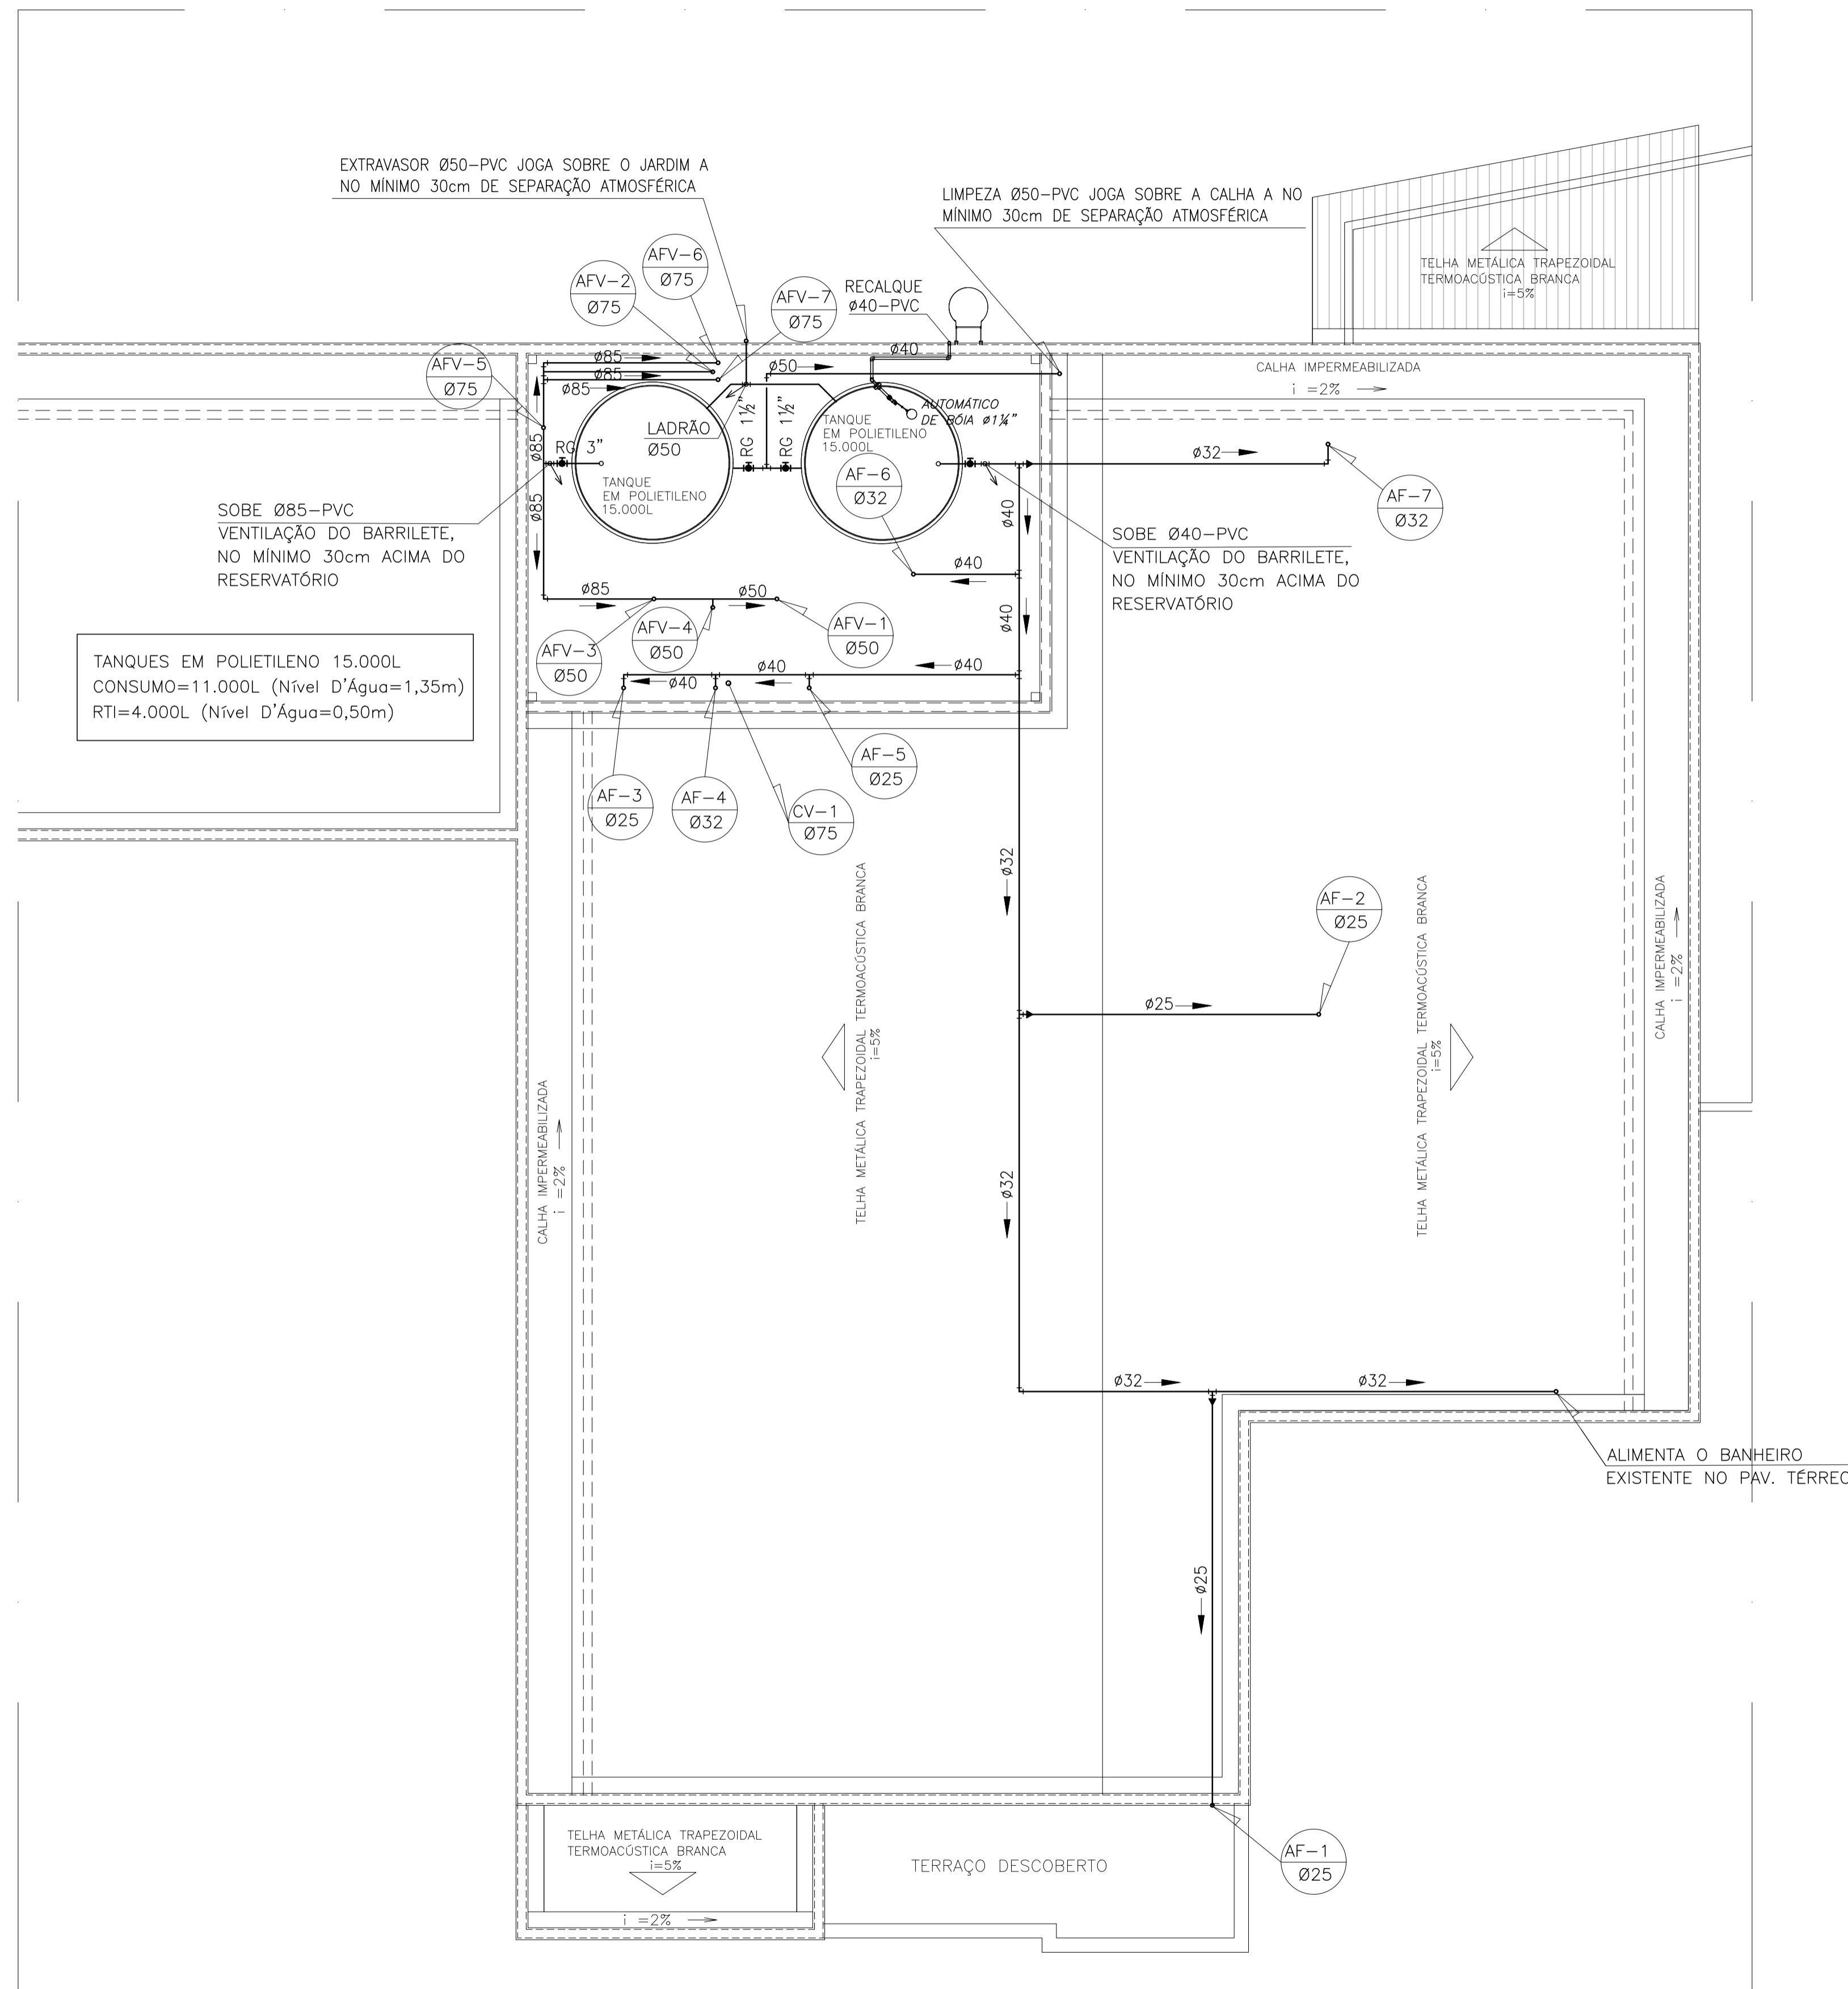 EXTRAVASOR Ø50-PVC JOGA SOBRE O JARDIM A
NO MÍNIMO 30cm DE SEPARAÇÃO ATMOSFÉRICA
LIMPEZA Ø50-PVC JOGA SOBRE A CALHA A NO
MÍNIMO 30cm DE SEPARAÇÃO ATMOSFÉRICA
TELHA METÁLICA TRAPEZOIDAL
TERMOACÚSTICA BRANCA
i=5%
AFV-6
Ø75
AFV-2
Ø75
AFV-7
Ø75
RECALQUE
ø40-PVC
AFV-5
Ø75
ø85
ø85
ø85
ø50
ø40
CALHA IMPERMEABILIZADA
i =2%
AUTOMÁTICO
DE BÓIA ø1¼"
TANQUE
EM POLIETILENO
15.000L
LADRÃO
Ø50
RG 1½"
RG 1½"
RG 3"
ø85
ø85
TANQUE
EM POLIETILENO
15.000L
AF-6
Ø32
ø32
AF-7
Ø32
SOBE Ø85-PVC
VENTILAÇÃO DO BARRILETE,
NO MÍNIMO 30cm ACIMA DO
RESERVATÓRIO
ø40
SOBE Ø40-PVC
VENTILAÇÃO DO BARRILETE,
NO MÍNIMO 30cm ACIMA DO
RESERVATÓRIO
ø40
ø85
ø50
ø40
AFV-3
Ø50
AFV-4
Ø50
AFV-1
Ø50
TANQUES EM POLIETILENO 15.000L
CONSUMO=11.000L (Nível D'Água=1,35m)
RTI=4.000L (Nível D'Água=0,50m)
ø40
ø40
ø40
AF-5
Ø25
AF-3
Ø25
AF-4
Ø32
CV-1
Ø75
ø32
TELHA METÁLICA TRAPEZOIDAL TERMOACÚSTICA BRANCA
i=5%
AF-2
Ø25
ø25
TELHA METÁLICA TRAPEZOIDAL TERMOACÚSTICA BRANCA
i=5%
CALHA IMPERMEABILIZADA
i =2%
CALHA IMPERMEABILIZADA
i =2%
ø32
ø32
ø32
ALIMENTA O BANHEIRO
EXISTENTE NO PAV. TÉRREO
ø25
TELHA METÁLICA TRAPEZOIDAL
TERMOACÚSTICA BRANCA
i=5%
i =2%
TERRAÇO DESCOBERTO
AF-1
Ø25